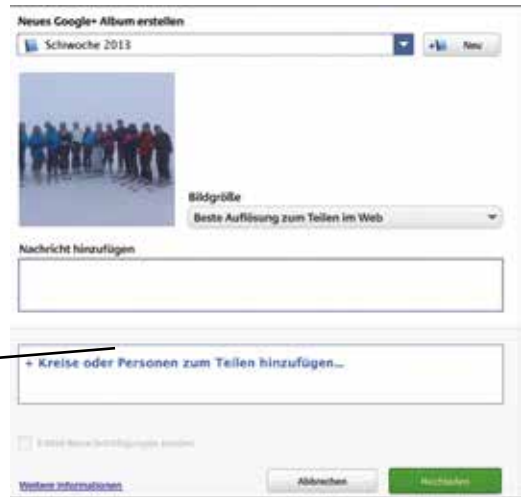 Neues Google+ Album erstellen
Schiwoche 2013
Neu
Bildgröße
Beste Auflösung zum Teilen im Web
Nachricht hinzufügen
+ Kreise oder Personen zum Teilen hinzufügen...
Weitere Informationen
Abbrechen
Hochladen